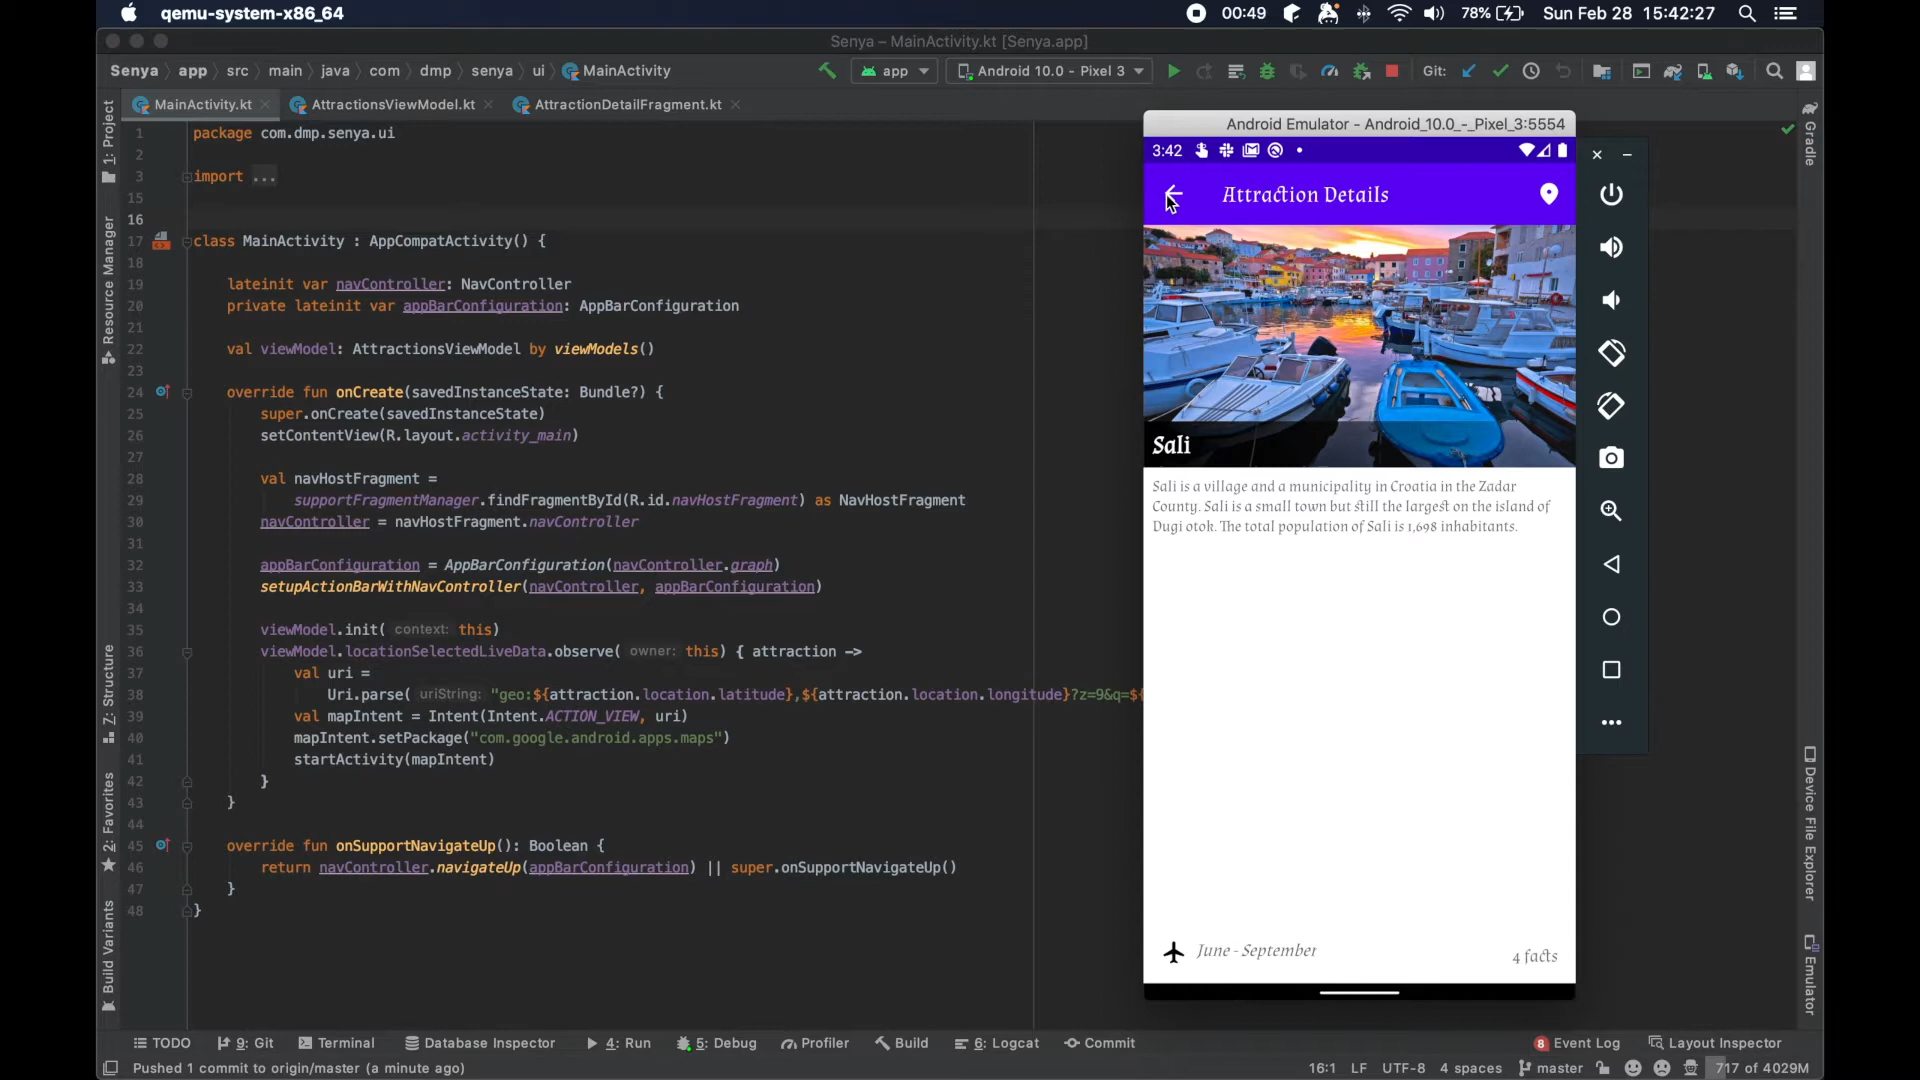 qemu-system-x86_64
00:49
78%
Sun Feb 28 15:42:27
Senya – MainActivity.kt [Senya.app]
Senya app src main java com dmp senya ui MainActivity
app
Android 10.0 - Pixel 3
Git:
MainActivity.kt
AttractionsViewModel.kt
AttractionDetailFragment.kt
1: Project
Resource Manager
Z: Structure
2: Favorites
Build Variants
1 package com.dmp.senya.ui
2
3 import ...
15
16
17 class MainActivity : AppCompatActivity() {
18
19 lateinit var navController: NavController
20 private lateinit var appBarConfiguration: AppBarConfiguration
21
22 val viewModel: AttractionsViewModel by viewModels()
23
24 override fun onCreate(savedInstanceState: Bundle?) {
25 super.onCreate(savedInstanceState)
26 setContentView(R.layout.activity_main)
27
28 val navHostFragment =
29 supportFragmentManager.findFragmentById(R.id.navHostFragment) as NavHostFragment
30 navController = navHostFragment.navController
31
32 appBarConfiguration = AppBarConfiguration(navController.graph)
33 setupActionBarWithNavController(navController, appBarConfiguration)
34
35 viewModel.init( context: this)
36 viewModel.locationSelectedLiveData.observe( owner: this) { attraction ->
37 val uri =
38 Uri.parse( uriString: "geo:${attraction.location.latitude},${attraction.location.longitude}?z=9&q=${
39 val mapIntent = Intent(Intent.ACTION_VIEW, uri)
40 mapIntent.setPackage("com.google.android.apps.maps")
41 startActivity(mapIntent)
42 }
43 }
44
45 override fun onSupportNavigateUp(): Boolean {
46 return navController.navigateUp(appBarConfiguration) || super.onSupportNavigateUp()
47 }
48 }
Android Emulator - Android_10.0_-_Pixel_3:5554
3:42
Attraction Details
Sali
Sali is a village and a municipality in Croatia in the Zadar
County. Sali is a small town but still the largest on the island of
Dugi otok. The total population of Sali is 1,698 inhabitants.
June - September
4 facts
Gradle
Device File Explorer
Emulator
TODO
9: Git
Terminal
Database Inspector
4: Run
5: Debug
Profiler
Build
6: Logcat
Commit
8 Event Log
Layout Inspector
Pushed 1 commit to origin/master (a minute ago)
16:1 LF UTF-8 4 spaces master 717 of 4029M